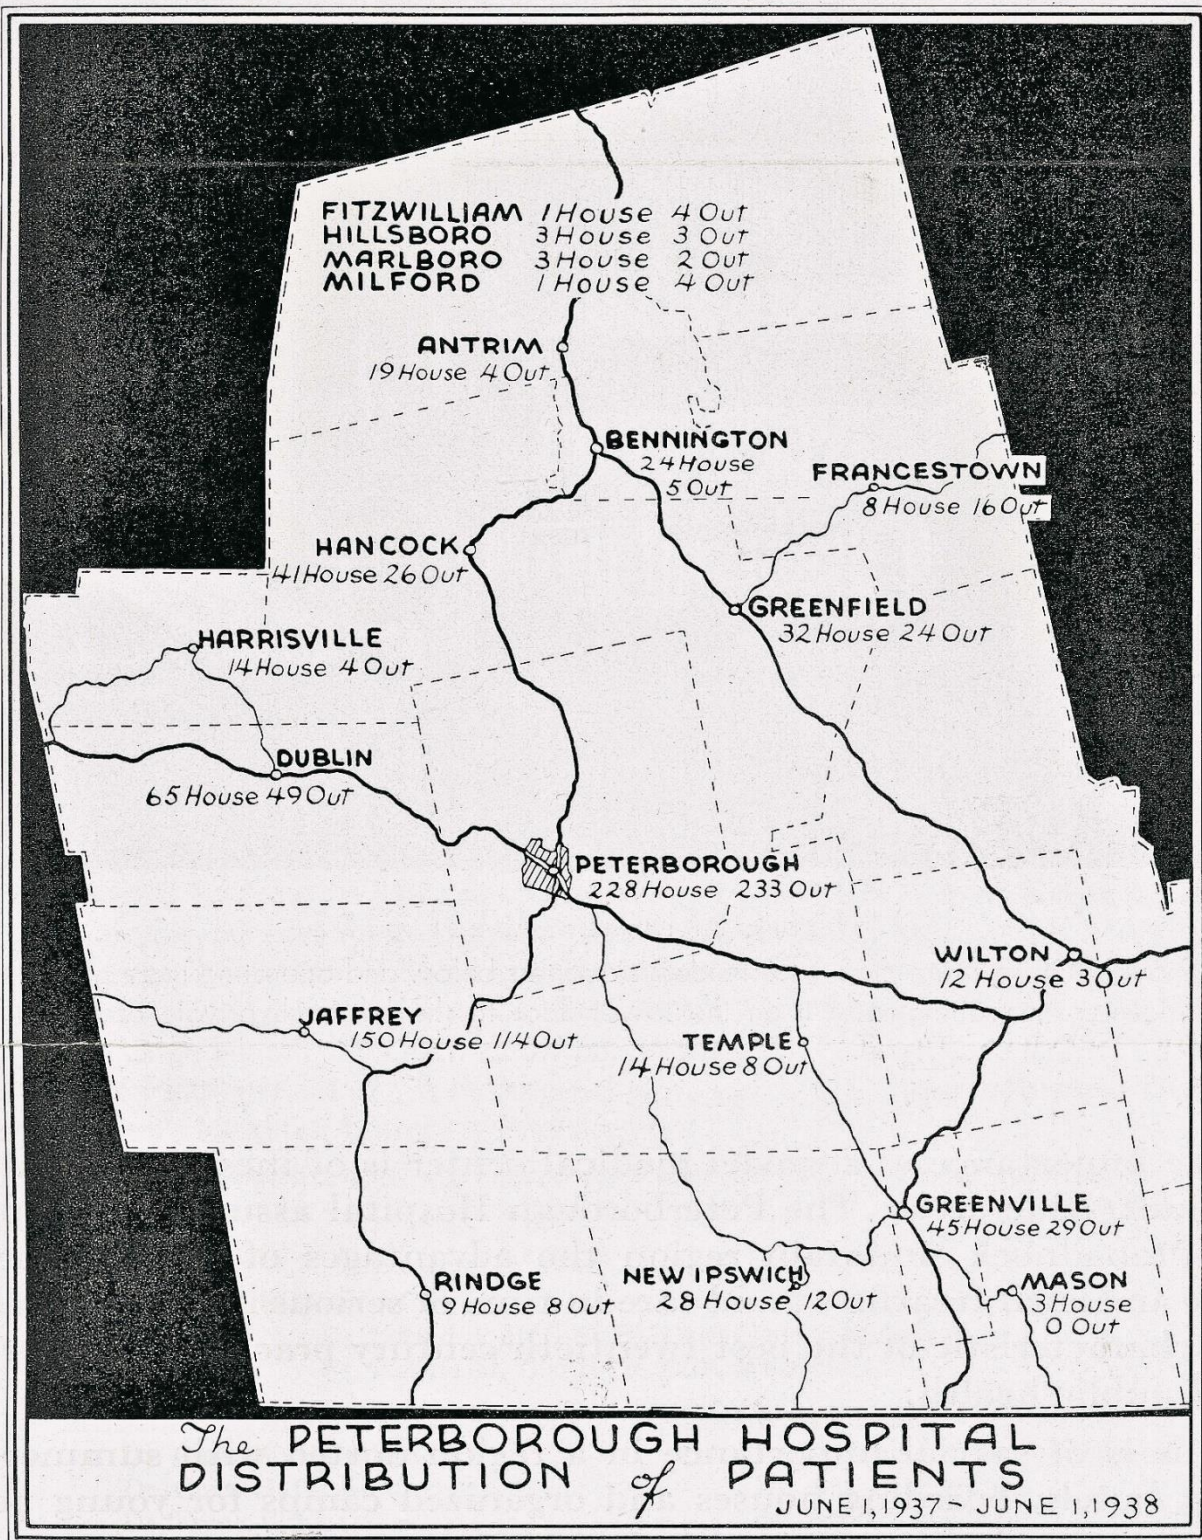 FITZWILLIAM 1 House 4 Out
HILLSBORO 3 House 3 Out
MARLBORO 3 House 2 Out
MILFORD 1 House 4 Out
ANTRIM
19 House 4 Out
BENNINGTON
24 House
5 Out
FRANCESTOWN
8 House 16 Out
HANCOCK
41 House 26 Out
GREENFIELD
32 House 24 Out
HARRISVILLE
14 House 4 Out
DUBLIN
65 House 49 Out
PETERBOROUGH
228 House 233 Out
WILTON
12 House 3 Out
JAFFREY
150 House 114 Out
TEMPLE
14 House 8 Out
GREENVILLE
45 House 29 Out
RINDGE
9 House 8 Out
NEW IPSWICH
28 House 12 Out
MASON
3 House
0 Out
The PETERBOROUGH HOSPITAL
DISTRIBUTION of PATIENTS
JUNE 1, 1937 - JUNE 1, 1938